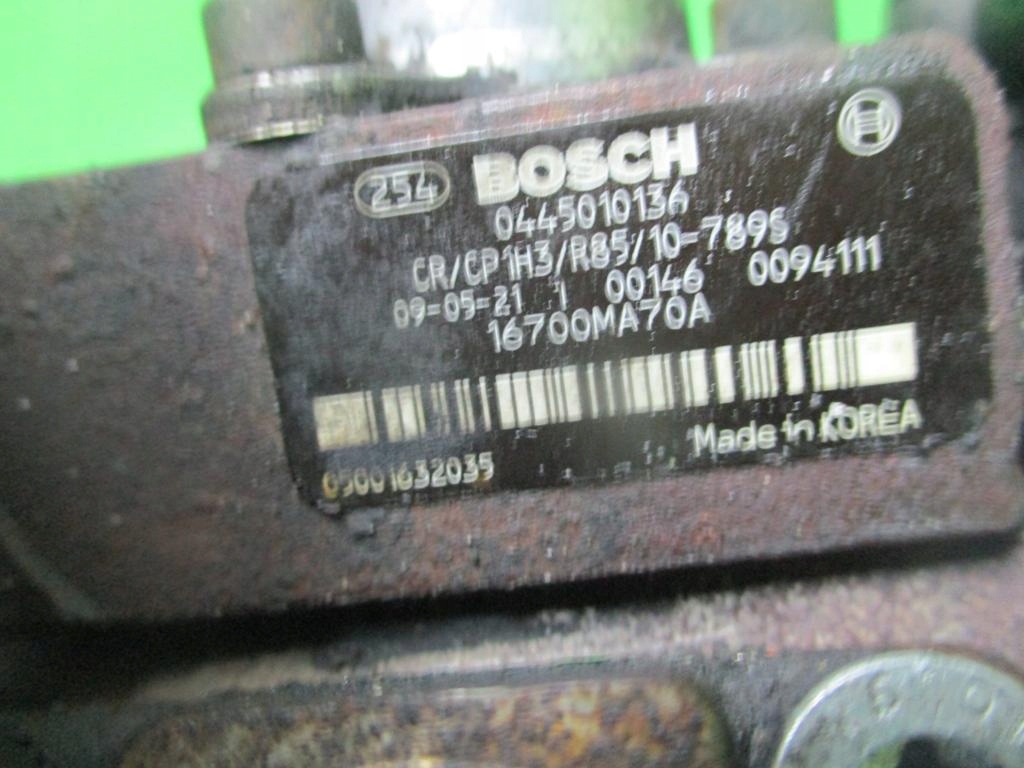 254 BOSCH
0445010136
CR/CP1H3/R85/10-789S
09-05-21 1 00146 0094111
16700MA70A
Made in KOREA
05001632035